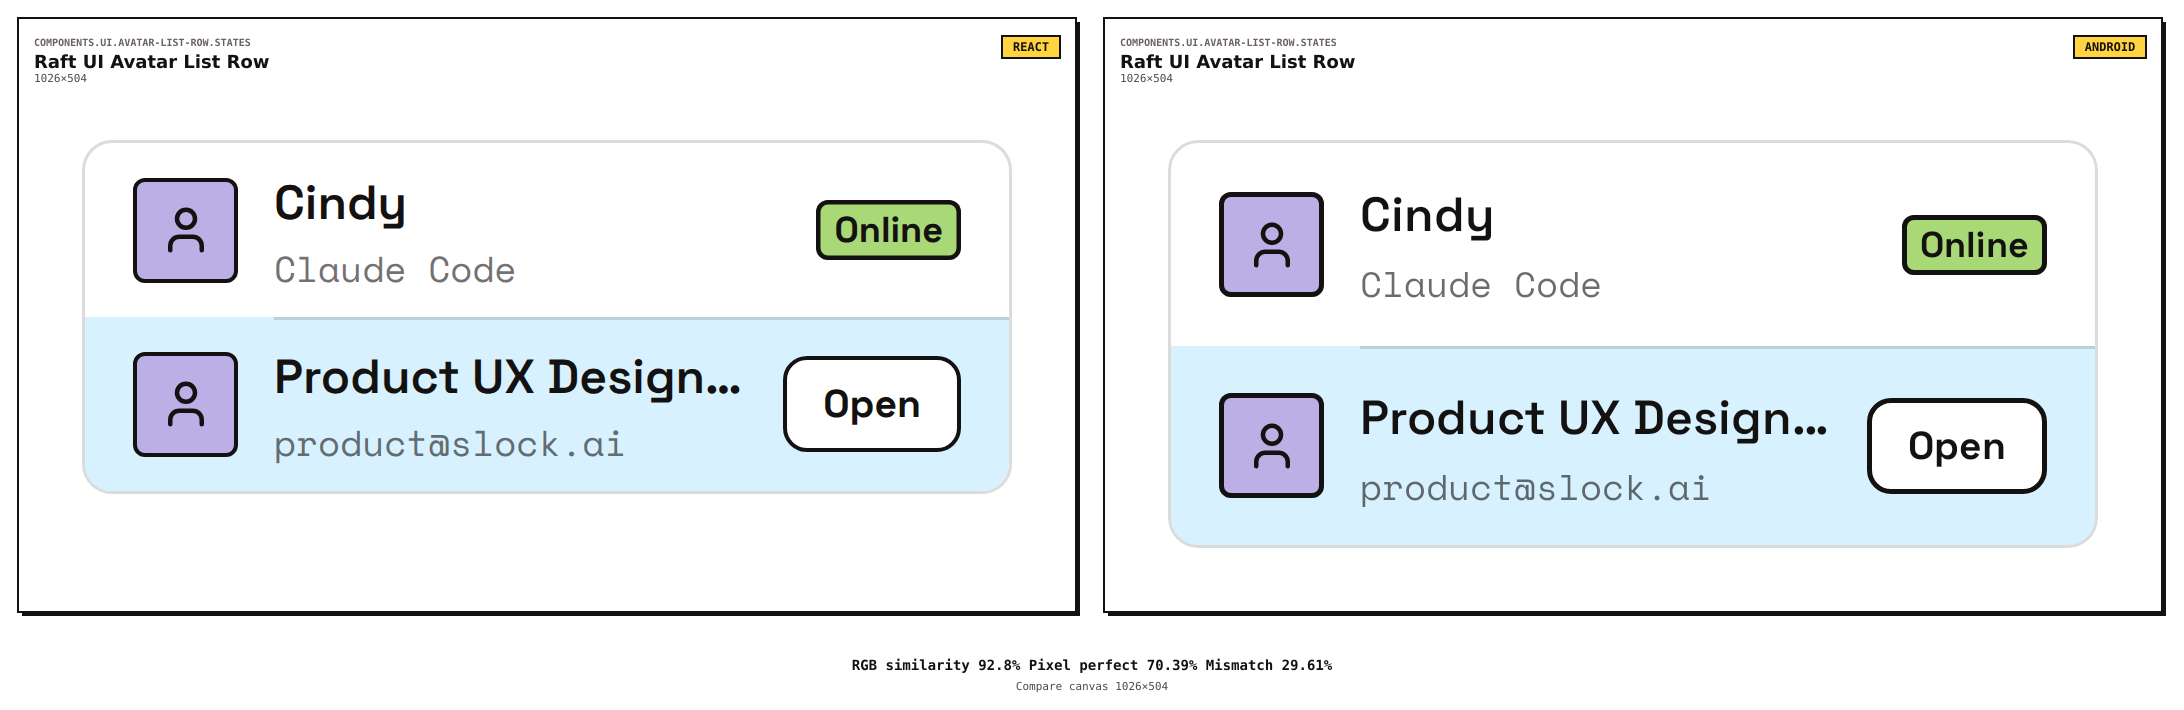 COMPONENTS.UI.AVATAR-LIST-ROW.STATES
Raft UI Avatar List Row
1026×504
REACT
Cindy
Claude Code
Online
Product UX Design…
product@slock.ai
Open
COMPONENTS.UI.AVATAR-LIST-ROW.STATES
Raft UI Avatar List Row
1026×504
ANDROID
Cindy
Claude Code
Online
Product UX Design…
product@slock.ai
Open
RGB similarity 92.8% Pixel perfect 70.39% Mismatch 29.61%
Compare canvas 1026×504